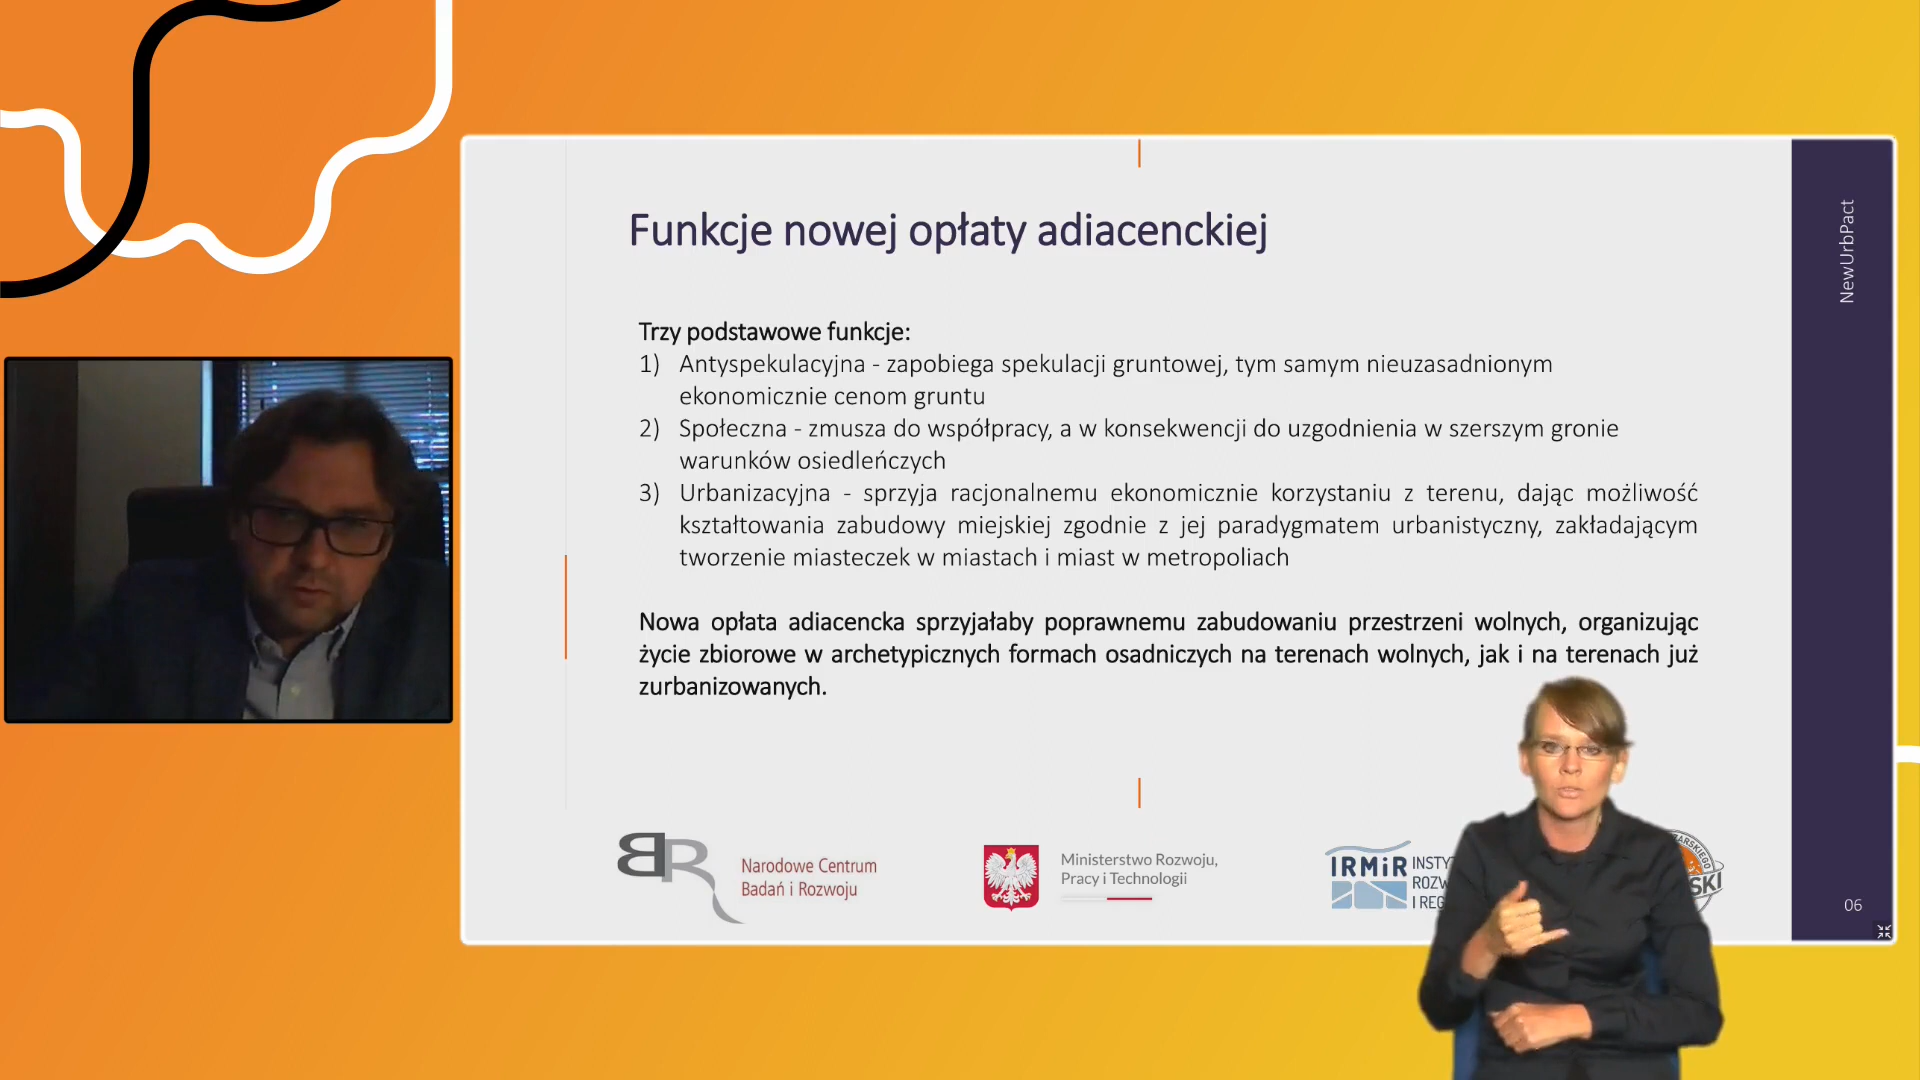 Funkcje nowej opłaty adiacenckiej
NewUrbPact
Trzy podstawowe funkcje:
1) Antyspekulacyjna - zapobiega spekulacji gruntowej, tym samym nieuzasadnionym
ekonomicznie cenom gruntu
2) Społeczna - zmusza do współpracy, a w konsekwencji do uzgodnienia w szerszym gronie
warunków osiedleńczych
3) Urbanizacyjna - sprzyja racjonalnemu ekonomicznie korzystaniu z terenu, dając możliwość
kształtowania zabudowy miejskiej zgodnie z jej paradygmatem urbanistyczny, zakładającym
tworzenie miasteczek w miastach i miast w metropoliach
Nowa opłata adiacencka sprzyjałaby poprawnemu zabudowaniu przestrzeni wolnych, organizując
życie zbiorowe w archetypicznych formach osadniczych na terenach wolnych, jak i na terenach już
zurbanizowanych.
BR
Narodowe Centrum
Badań i Rozwoju
Ministerstwo Rozwoju,
Pracy i Technologii
IRMiR
I
06